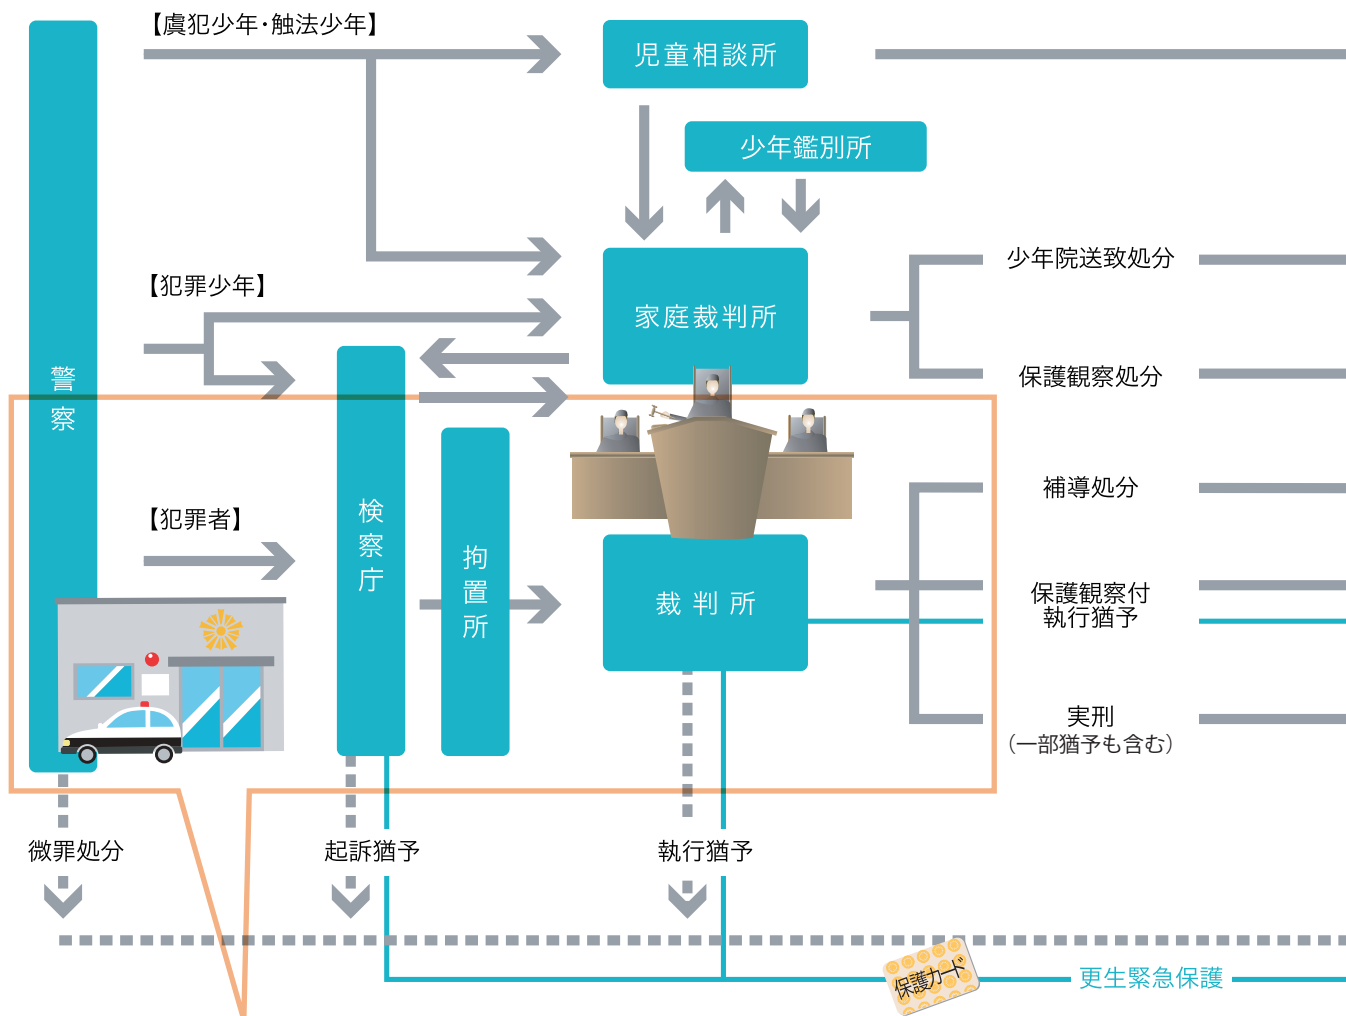 【虞犯少年・触法少年】
児童相談所
少年鑑別所
少年院送致処分
【犯罪少年】
家庭裁判所
保護観察処分
警察
補導処分
【犯罪者】
検察庁
拘置所
裁判所
保護観察付
執行猶予
実刑
（一部猶予も含む）
微罪処分
起訴猶予
執行猶予
保護カード
更生緊急保護